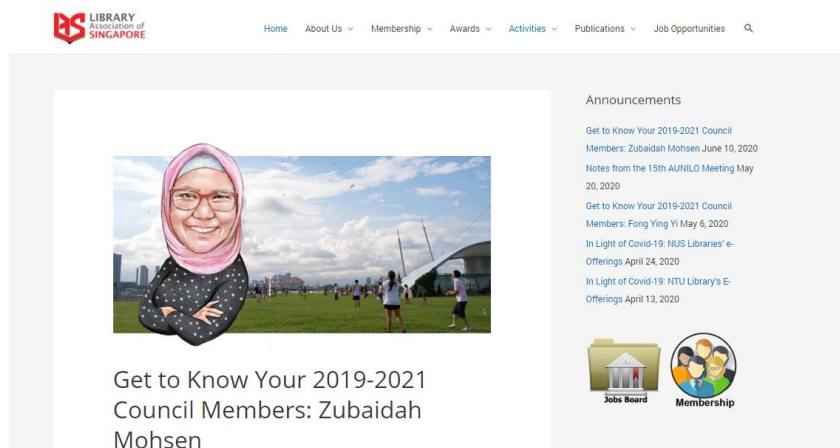 LIBRARY
Association of
SINGAPORE
Home About Us Membership Awards Activities Publications Job Opportunities
Announcements
Get to Know Your 2019-2021 Council
Members: Zubaidah Mohsen June 10, 2020
Notes from the 15th AUNILO Meeting May
20, 2020
Get to Know Your 2019-2021 Council
Members: Fong Ying Yi May 6, 2020
In Light of Covid-19: NUS Libraries' e-
Offerings April 24, 2020
In Light of Covid-19: NTU Library's E-
Offerings April 13, 2020
Jobs Board
Membership
Get to Know Your 2019-2021
Council Members: Zubaidah
Mohsen